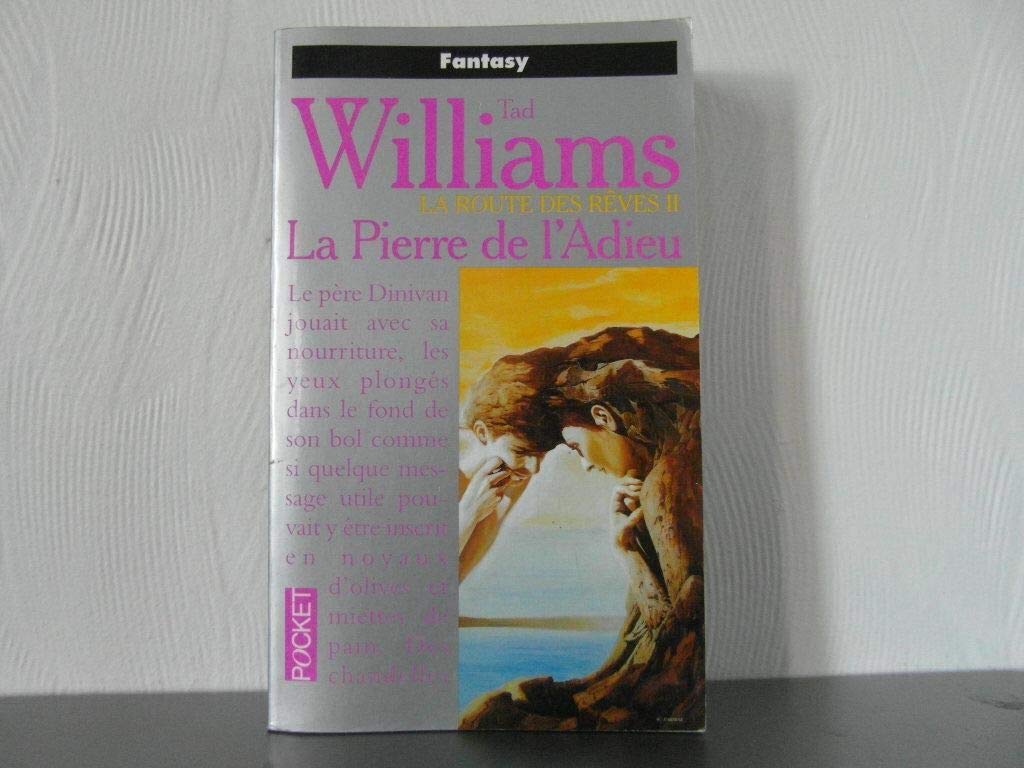 Fantasy
Tad
Williams
LA ROUTE DES RÊVES II
La Pierre de l'Adieu
Le père Dinivan
jouait avec sa
nourriture, les
yeux plongés
dans le fond de
son bol comme
si quelque mes-
sage utile pou-
vait y être inscrit
en noyaux
d'olives et
miettes de
pain. Des
POCKET